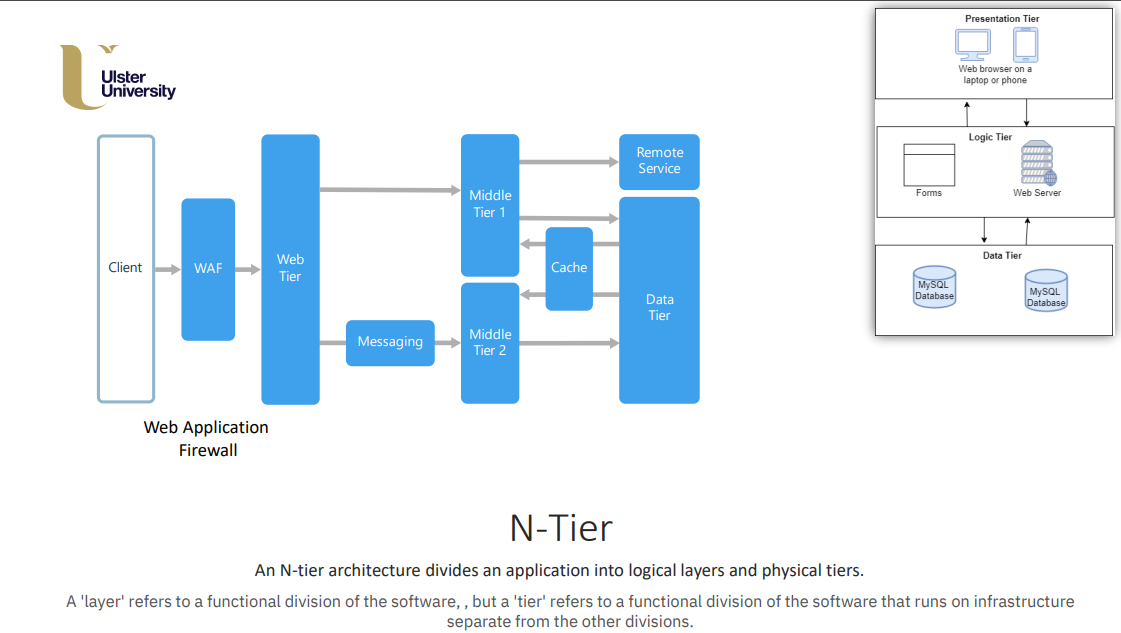 Ulster
University
Client
WAF
Web
Tier
Messaging
Middle
Tier 1
Middle
Tier 2
Cache
Remote
Service
Data
Tier
Web Application
Firewall
Presentation Tier
Web browser on a
laptop or phone
Logic Tier
Forms
Web Server
Data Tier
MySQL
Database
MySQL
Database
N-Tier
An N-tier architecture divides an application into logical layers and physical tiers.
A 'layer' refers to a functional division of the software, , but a 'tier' refers to a functional division of the software that runs on infrastructure
separate from the other divisions.